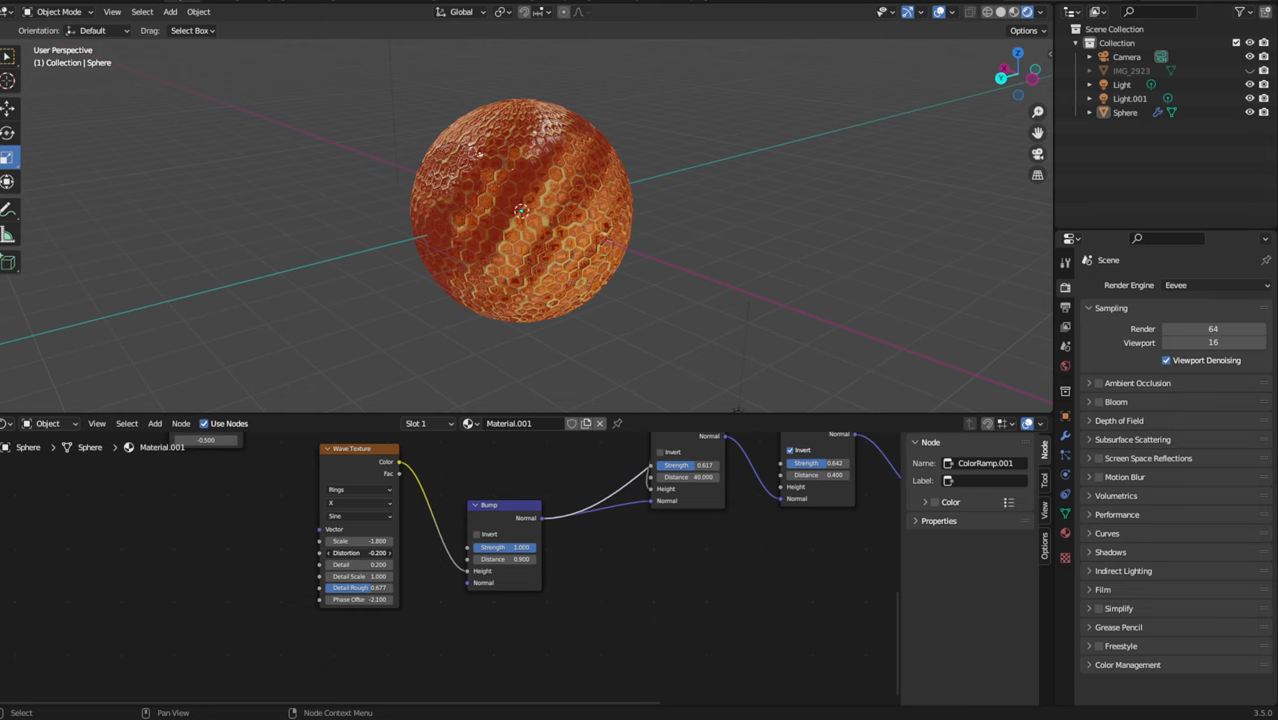 Object Mode View Select Add Object Global Options
Orientation: Default Drag: Select Box
User Perspective
(1) Collection | Sphere
X
Y
Z
Scene Collection
Collection
Camera
IMG_2923
Light
Light.001
Sphere
Scene
Render Engine Eevee
Sampling
Render 64
Viewport 16
Viewport Denoising
Ambient Occlusion
Bloom
Depth of Field
Subsurface Scattering
Screen Space Reflections
Motion Blur
Volumetrics
Performance
Curves
Shadows
Indirect Lighting
Film
Simplify
Grease Pencil
Freestyle
Color Management
Object View Select Add Node Use Nodes Slot 1 Material.001
-0.500
Sphere Sphere Material.001
Wave Texture
Color
Fac
Rings
X
Sine
Vector
Scale -1.800
Distortion -0.200
Detail 0.200
Detail Scale 1.000
Detail Rough 0.677
Phase Offse -2.100
Bump
Normal
Invert
Strength 1.000
Distance 0.900
Height
Normal
Normal
Invert
Strength 0.617
Distance 40.000
Height
Normal
Normal
Invert
Strength 0.642
Distance 0.400
Height
Normal
Node
Name: ColorRamp.001
Label:
Color
Properties
Node
Tool
View
Options
Select Pan View Node Context Menu 3.5.0